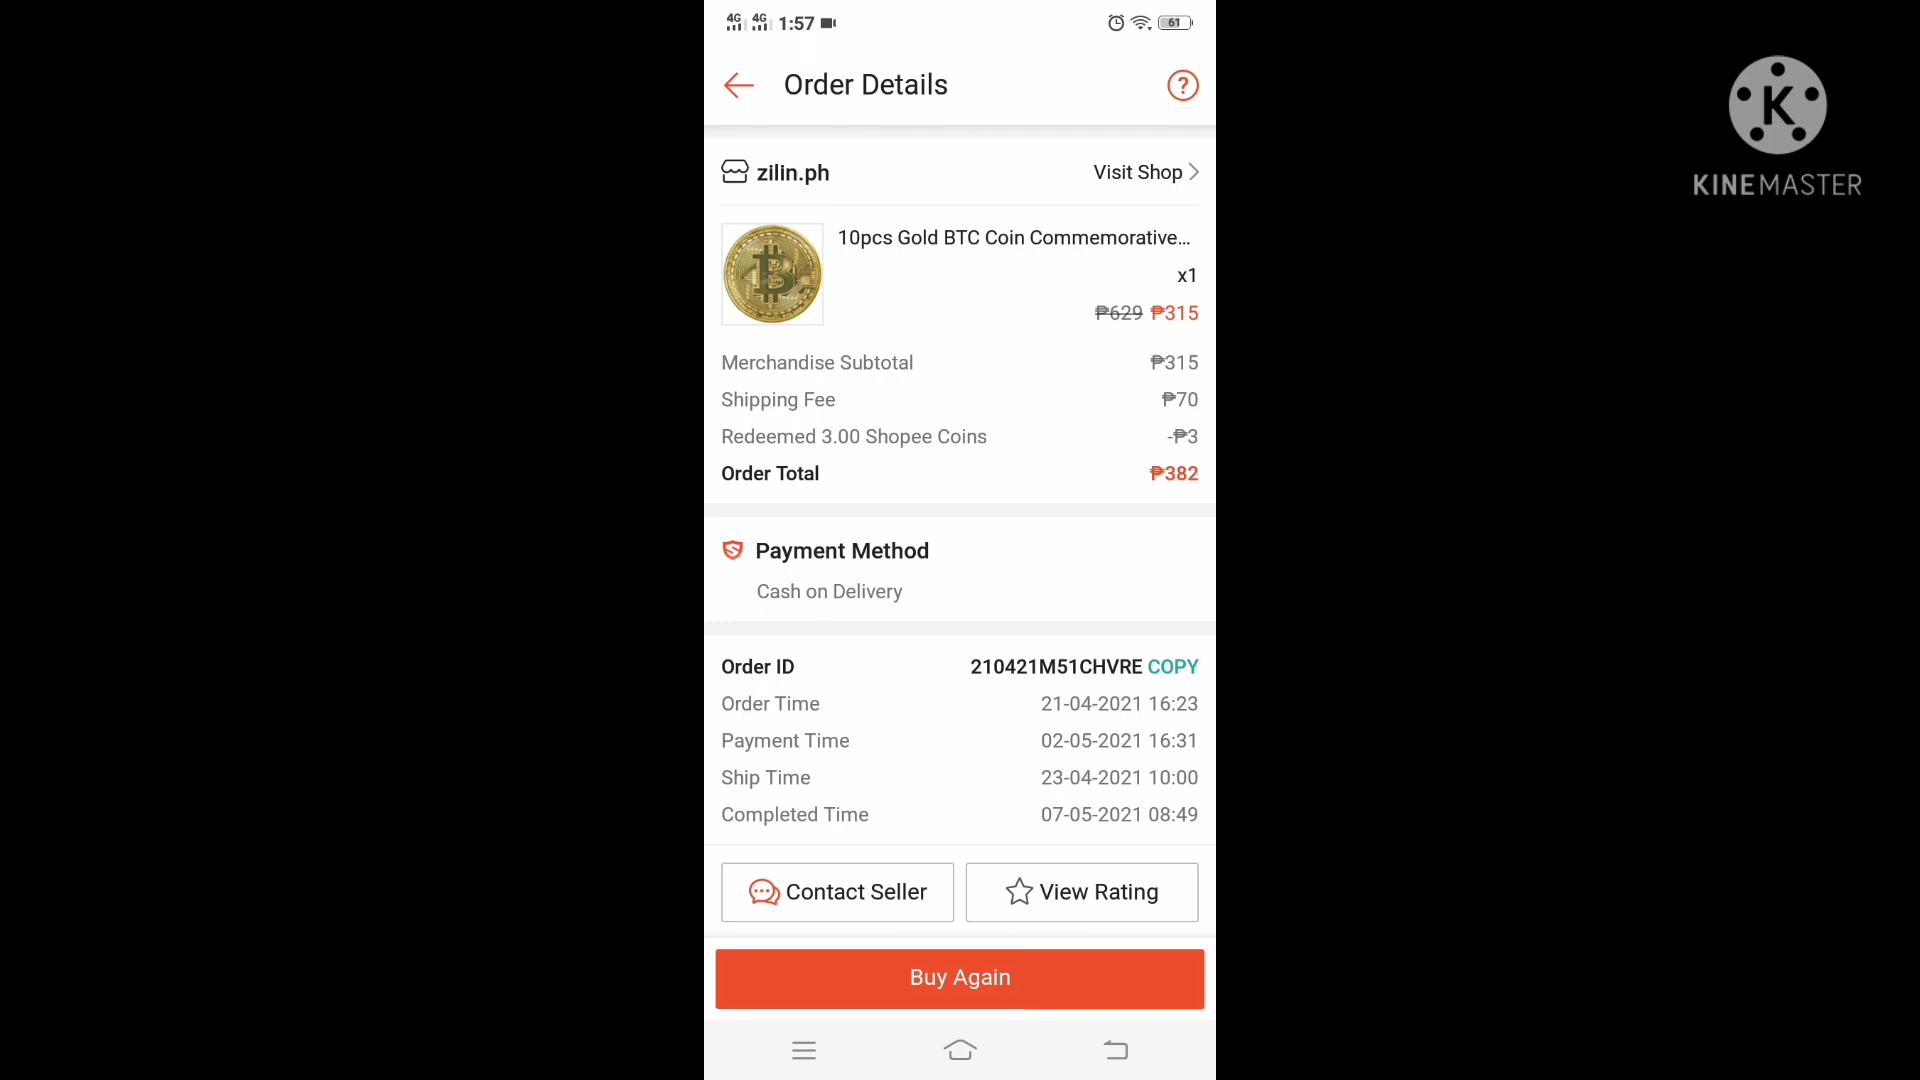 4G 4G 1:57 61
Order Details ?
K
KINEMASTER
zilin.ph Visit Shop
10pcs Gold BTC Coin Commemorative...
x1
₱629 ₱315
Merchandise Subtotal ₱315
Shipping Fee ₱70
Redeemed 3.00 Shopee Coins -₱3
Order Total ₱382
Payment Method
Cash on Delivery
Order ID 210421M51CHVRE COPY
Order Time 21-04-2021 16:23
Payment Time 02-05-2021 16:31
Ship Time 23-04-2021 10:00
Completed Time 07-05-2021 08:49
Contact Seller View Rating
Buy Again